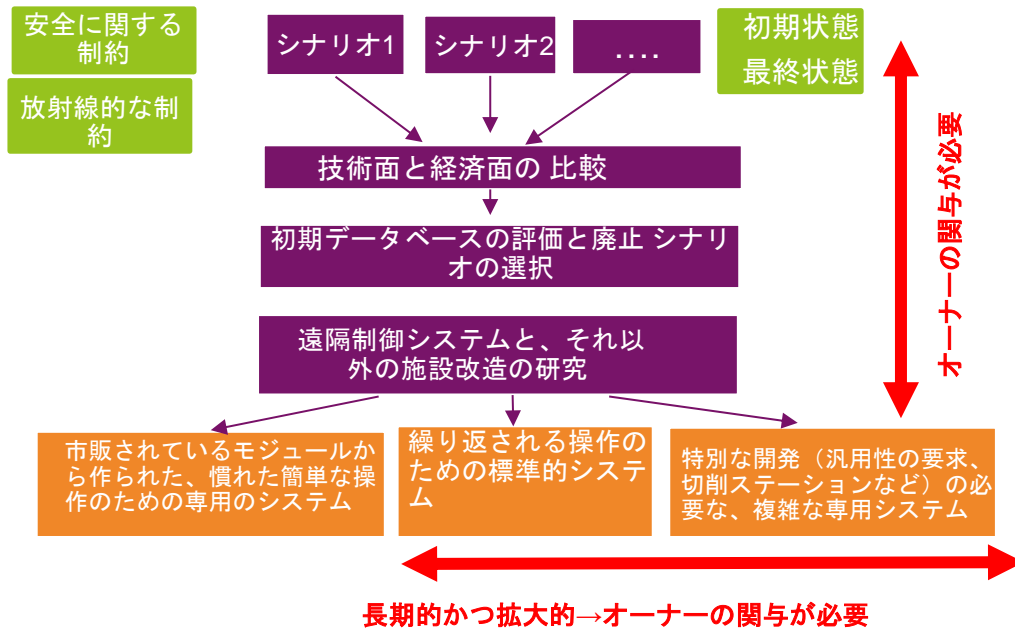 安全に関する
制約
放射線的な制
約
シナリオ1
シナリオ2
....
初期状態
最終状態
技術面と経済面の 比較
初期データベースの評価と廃止 シナリ
オの選択
遠隔制御システムと、それ以
外の施設改造の研究
市販されているモジュールか
ら作られた、慣れた簡単な操
作のための専用のシステム
繰り返される操作の
ための標準的システ
ム
特別な開発（汎用性の要求、
切削ステーションなど）の必
要な、複雑な専用システム
オーナーの関与が必要
長期的かつ拡大的→オーナーの関与が必要